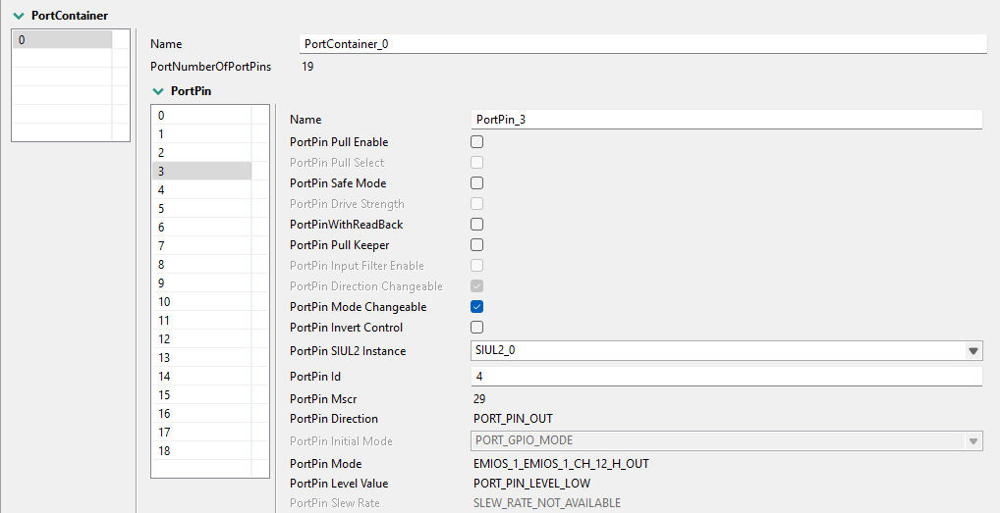 PortContainer
0
Name PortContainer_0
PortNumberOfPortPins 19
PortPin
0
1
2
3
4
5
6
7
8
9
10
11
12
13
14
15
16
17
18
Name PortPin_3
PortPin Pull Enable
PortPin Pull Select
PortPin Safe Mode
PortPin Drive Strength
PortPinWithReadBack
PortPin Pull Keeper
PortPin Input Filter Enable
PortPin Direction Changeable
PortPin Mode Changeable
PortPin Invert Control
PortPin SIUL2 Instance SIUL2_0
PortPin Id 4
PortPin Mscr 29
PortPin Direction PORT_PIN_OUT
PortPin Initial Mode PORT_GPIO_MODE
PortPin Mode EMIOS_1_EMIOS_1_CH_12_H_OUT
PortPin Level Value PORT_PIN_LEVEL_LOW
PortPin Slew Rate SLEW_RATE_NOT_AVAILABLE